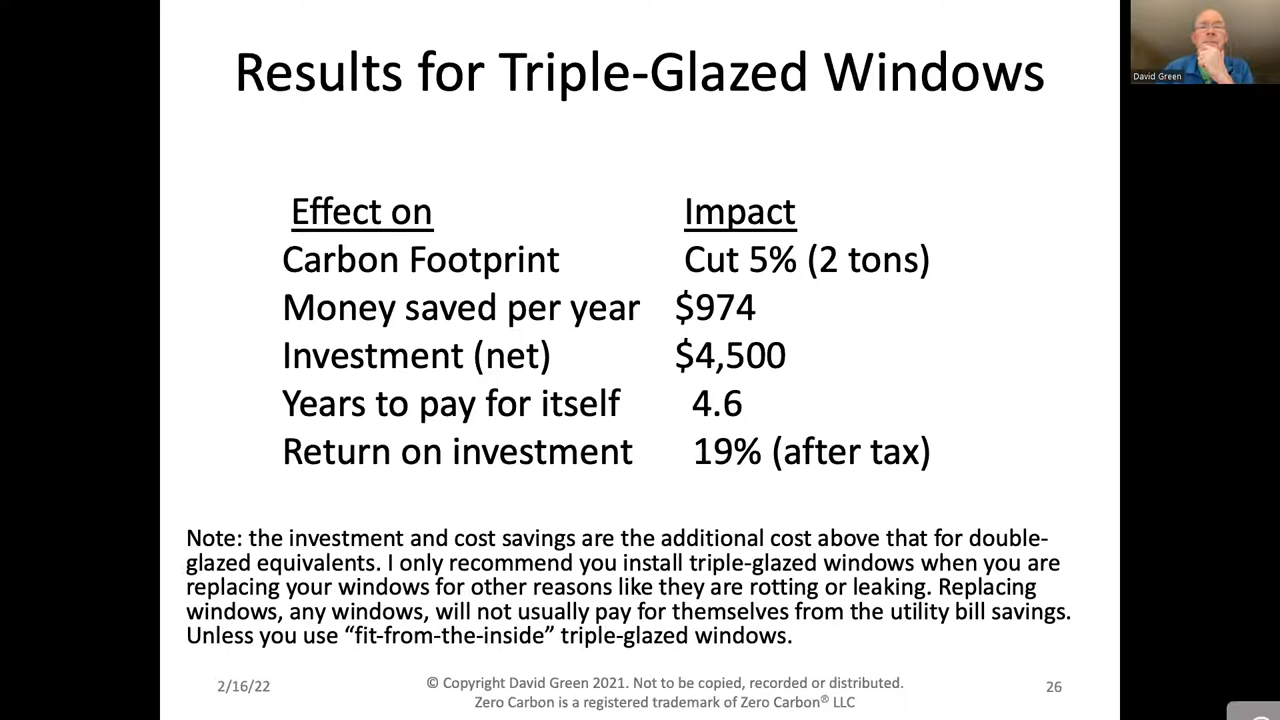 Results for Triple-Glazed Windows
David Green
Effect on Impact
Carbon Footprint Cut 5% (2 tons)
Money saved per year $974
Investment (net) $4,500
Years to pay for itself 4.6
Return on investment 19% (after tax)
Note: the investment and cost savings are the additional cost above that for double-
glazed equivalents. I only recommend you install triple-glazed windows when you are
replacing your windows for other reasons like they are rotting or leaking. Replacing
windows, any windows, will not usually pay for themselves from the utility bill savings.
Unless you use “fit-from-the-inside” triple-glazed windows.
2/16/22
© Copyright David Green 2021. Not to be copied, recorded or distributed.
Zero Carbon is a registered trademark of Zero Carbon® LLC
26